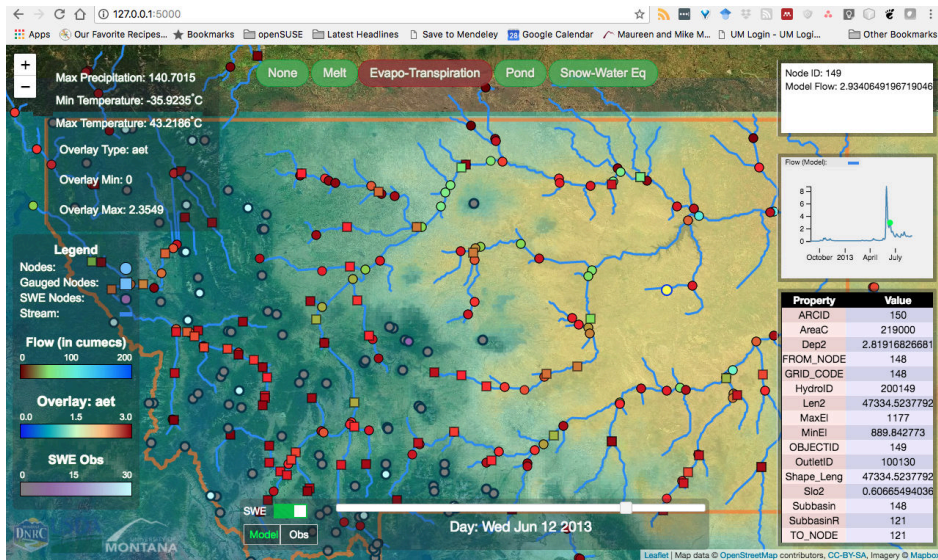 127.0.0.1:5000
Apps Our Favorite Recipes... Bookmarks openSUSE Latest Headlines Save to Mendeley 28 Google Calendar Maureen and Mike M... UM Login - UM Logi... Other Bookmarks
+
−
Max Precipitation: 140.7015
Min Temperature: -35.9235°C
Max Temperature: 43.2186°C
Overlay Type: aet
Overlay Min: 0
Overlay Max: 2.3549
None Melt Evapo-Transpiration Pond Snow-Water Eq
Node ID: 149
Model Flow: 2.9340649196719046
Flow (Model):
8
6
4
2
0
October 2013 April July
Legend
Nodes:
Gauged Nodes:
SWE Nodes:
Stream:
Flow (in cumecs)
0 100 200
Overlay: aet
0.0 1.5 3.0
SWE Obs
0 15 30
Property Value
ARCID 150
AreaC 219000
Dep2 2.81916826681
FROM_NODE 148
GRID_CODE 148
HydroID 200149
Len2 47334.5237792
MaxEl 1177
MinEl 889.842773
OBJECTID 149
OutletID 100130
Shape_Leng 47334.5237792
Slo2 0.60665494036
Subbasin 148
SubbasinR 121
TO_NODE 121
SWE
Model Obs
Day: Wed Jun 12 2013
DNRC
MONTANA
Leaflet | Map data © OpenStreetMap contributors, CC-BY-SA, Imagery © Mapbox